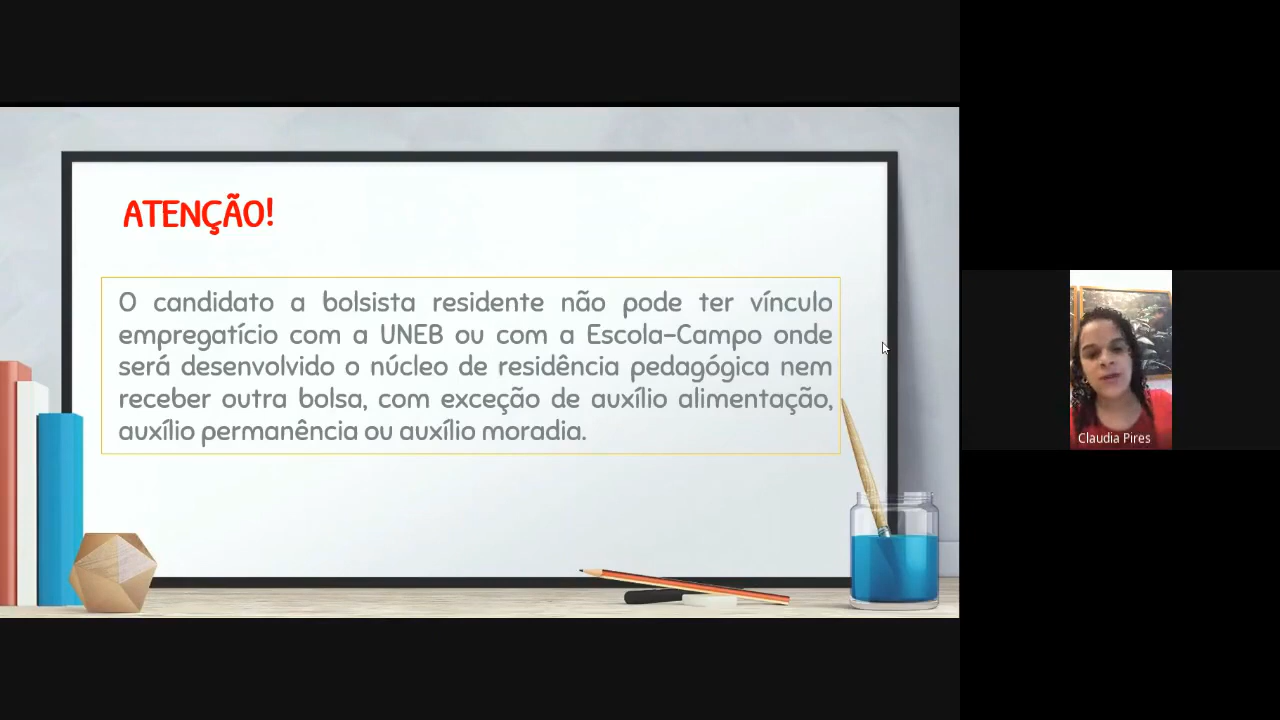 ATENÇÃO!
O candidato a bolsista residente não pode ter vínculo
empregatício com a UNEB ou com a Escola-Campo onde
será desenvolvido o núcleo de residência pedagógica nem
receber outra bolsa, com exceção de auxílio alimentação,
auxílio permanência ou auxílio moradia.
Claudia Pires